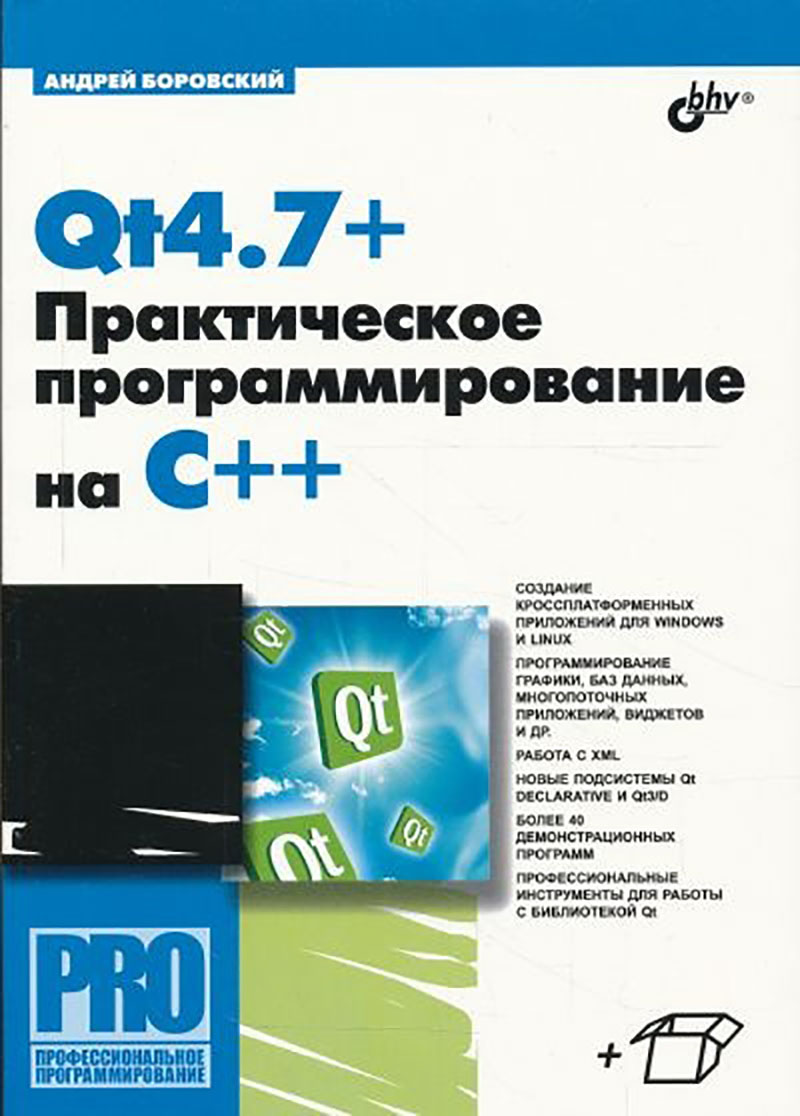 АНДРЕЙ БОРОВСКИЙ
bhv®
Qt4.7+
Практическое
программирование
на C++
СОЗДАНИЕ
КРОССПЛАТФОРМЕННЫХ
ПРИЛОЖЕНИЙ ДЛЯ WINDOWS
И LINUX
ПРОГРАММИРОВАНИЕ
ГРАФИКИ, БАЗ ДАННЫХ,
МНОГОПОТОЧНЫХ
ПРИЛОЖЕНИЙ, ВИДЖЕТОВ
И ДР.
РАБОТА С XML
НОВЫЕ ПОДСИСТЕМЫ Qt
DECLARATIVE И Qt3/D
БОЛЕЕ 40
ДЕМОНСТРАЦИОННЫХ
ПРОГРАММ
ПРОФЕССИОНАЛЬНЫЕ
ИНСТРУМЕНТЫ ДЛЯ РАБОТЫ
С БИБЛИОТЕКОЙ Qt
Qt
Qt
Qt
Qt
PRO
ПРОФЕССИОНАЛЬНОЕ
ПРОГРАММИРОВАНИЕ
+